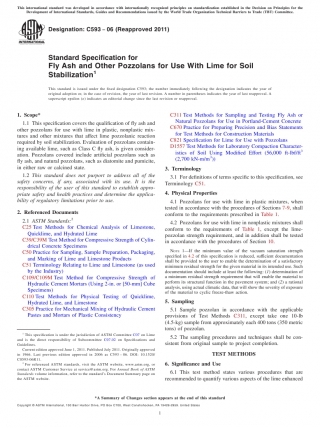 This international standard was developed in accordance with internationally recognized principles on standardization established in the Decision on Principles for the
Development of International Standards, Guides and Recommendations issued by the World Trade Organization Technical Barriers to Trade (TBT) Committee.
Designation: C593 − 06 (Reapproved 2011)
INTERNATIONAL
Standard Specification for
Fly Ash and Other Pozzolans for Use With Lime for Soil
Stabilization1
This standard is issued under the fixed designation C593; the number immediately following the designation indicates the year of
original adoption or, in the case of revision, the year of last revision. A number in parentheses indicates the year of last reapproval. A
superscript epsilon (ε) indicates an editorial change since the last revision or reapproval.
1. Scope*
1.1 This specification covers the qualification of fly ash and
other pozzolans for use with lime in plastic, nonplastic mix-
tures and other mixtures that affect lime pozzolanic reaction
required by soil stabilization. Evaluation of pozzolans contain-
ing available lime, such as Class C fly ash, is given consider-
ation. Pozzolans covered include artificial pozzolans such as
fly ash, and natural pozzolans, such as diatomite and pumicite,
in either raw or calcined state.
1.2 This standard does not purport to address all of the
safety concerns, if any, associated with its use. It is the
responsibility of the user of this standard to establish appro-
priate safety and health practices and determine the applica-
bility of regulatory limitations prior to use.
2. Referenced Documents
2.1 ASTM Standards:2
C25 Test Methods for Chemical Analysis of Limestone,
Quicklime, and Hydrated Lime
C39/C39M Test Method for Compressive Strength of Cylin-
drical Concrete Specimens
C50 Practice for Sampling, Sample Preparation, Packaging,
and Marking of Lime and Limestone Products
C51 Terminology Relating to Lime and Limestone (as used
by the Industry)
C109/C109M Test Method for Compressive Strength of
Hydraulic Cement Mortars (Using 2-in. or [50-mm] Cube
Specimens)
C110 Test Methods for Physical Testing of Quicklime,
Hydrated Lime, and Limestone
C305 Practice for Mechanical Mixing of Hydraulic Cement
Pastes and Mortars of Plastic Consistency
1 This specification is under the jurisdiction of ASTM Committee C07 on Lime
and is the direct responsibility of Subcommittee C07.02 on Specifications and
Guidelines.
Current edition approved June 1, 2011. Published July 2011. Originally approved
in 1966. Last previous edition approved in 2006 as C593 – 06. DOI: 10.1520/
C0593-06R11.
2 For referenced ASTM standards, visit the ASTM website, www.astm.org, or
contact ASTM Customer Service at service@astm.org. For Annual Book of ASTM
Standards volume information, refer to the standard's Document Summary page on
the ASTM website.
C311 Test Methods for Sampling and Testing Fly Ash or
Natural Pozzolans for Use in Portland-Cement Concrete
C670 Practice for Preparing Precision and Bias Statements
for Test Methods for Construction Materials
C821 Specification for Lime for Use with Pozzolans
D1557 Test Methods for Laboratory Compaction Character-
istics of Soil Using Modified Effort (56,000 ft-lbf/ft3
(2,700 kN-m/m3))
3. Terminology
3.1 For definitions of terms specific to this specification, see
Terminology C51.
4. Physical Properties
4.1 Pozzolans for use with lime in plastic mixtures, when
tested in accordance with the procedures of Sections 7-9, shall
conform to the requirements prescribed in Table 1.
4.2 Pozzolans for use with lime in nonplastic mixtures shall
conform to the requirements of Table 1, except the lime-
pozzolan strength requirement, and in addition shall be tested
in accordance with the procedures of Section 10.
NOTE 1—If the minimum value of the vacuum saturation strength
specified in 4.2 of this specification is reduced, sufficient documentation
shall be provided in the user to enable the documents of a satisfactory
minimum resultant strength for the given material in its intended use. Such
documentation should include at least the following: (1) determination of
a minimum residual strength requirement that will enable the material to
perform its structural function in the pavement system; and (2) a rational
analysis, using actual climatic data, that will show the severity of exposure
of the material to cyclic freeze-thaw action.
5. Sampling
5.1 Sample pozzolan in accordance with the applicable
provisions of Test Methods C311, except take one 10-lb
(4.5-kg) sample from approximately each 400 tons (350 metric
tons) of pozzolan.
5.2 The sampling procedures and techniques shall be con-
sistent from original sample to project completion.
TEST METHODS
6. Significance and Use
6.1 This test method states various procedures that are
recommended to quantify various aspects of the lime enhanced
*A Summary of Changes section appears at the end of this standard
Copyright © ASTM International, 100 Barr Harbor Drive, PO Box C700, West Conshohocken, PA 19428-2959. United States
1